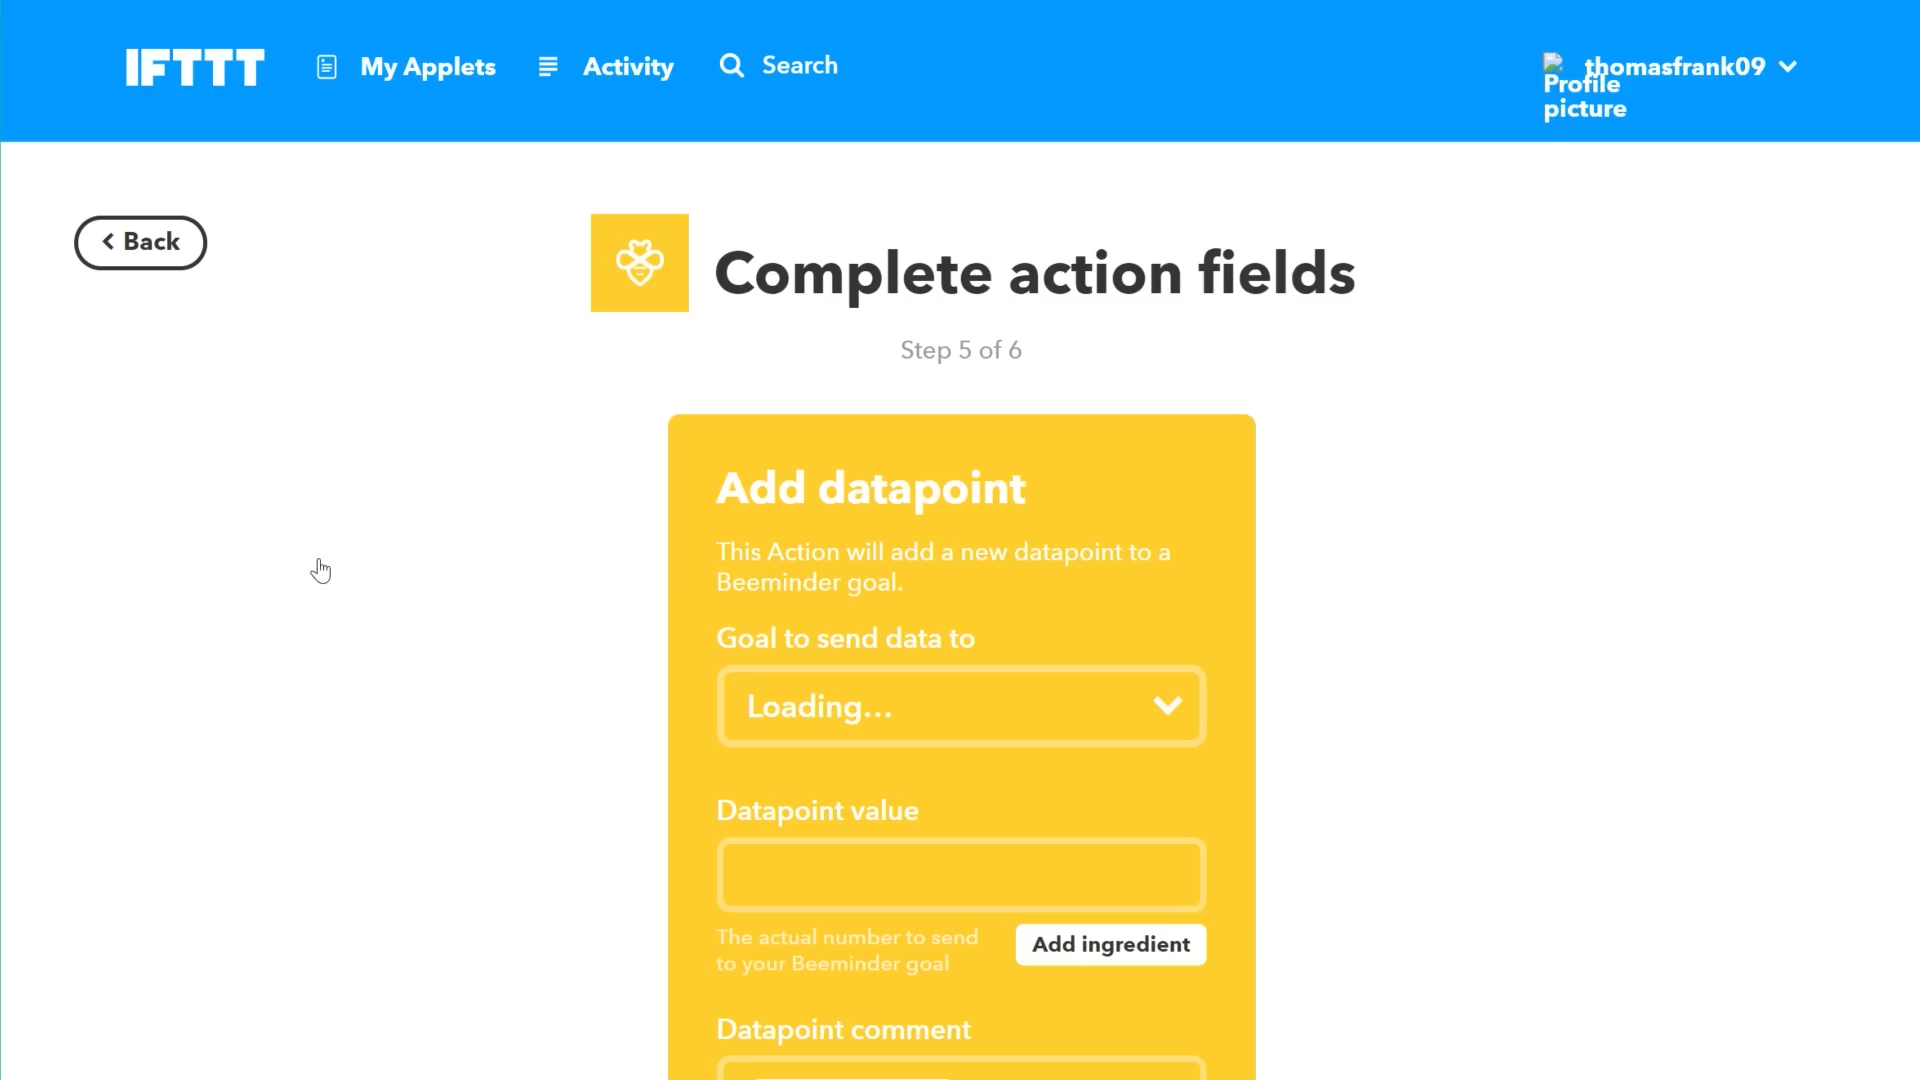 IFTTT
My Applets
Activity
Search
thomasfrank09
Profile
picture
Back
Complete action fields
Step 5 of 6
Add datapoint
This Action will add a new datapoint to a
Beeminder goal.
Goal to send data to
Loading...
Datapoint value
The actual number to send
to your Beeminder goal
Add ingredient
Datapoint comment